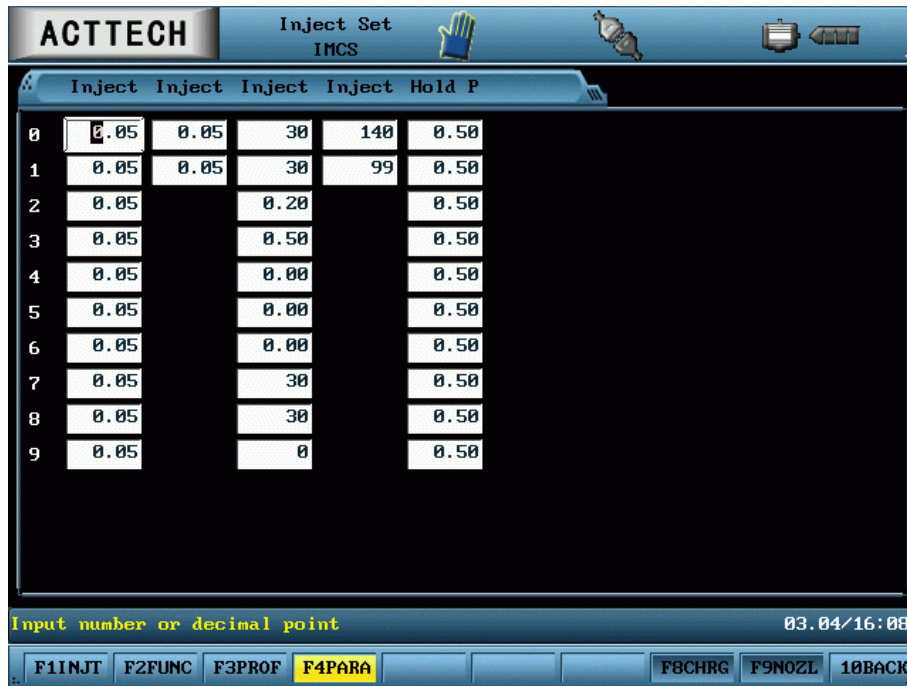 ACTTECH
Inject Set
IMCS
Inject Inject Inject Inject Hold P
0 0.05 0.05 30 140 0.50
1 0.05 0.05 30 99 0.50
2 0.05 0.20 0.50
3 0.05 0.50 0.50
4 0.05 0.00 0.50
5 0.05 0.00 0.50
6 0.05 0.00 0.50
7 0.05 30 0.50
8 0.05 30 0.50
9 0.05 0 0.50
Input number or decimal point 03.04/16:08
F1INJT F2FUNC F3PROF F4PARA F8CHRG F9NOZL 10BACK